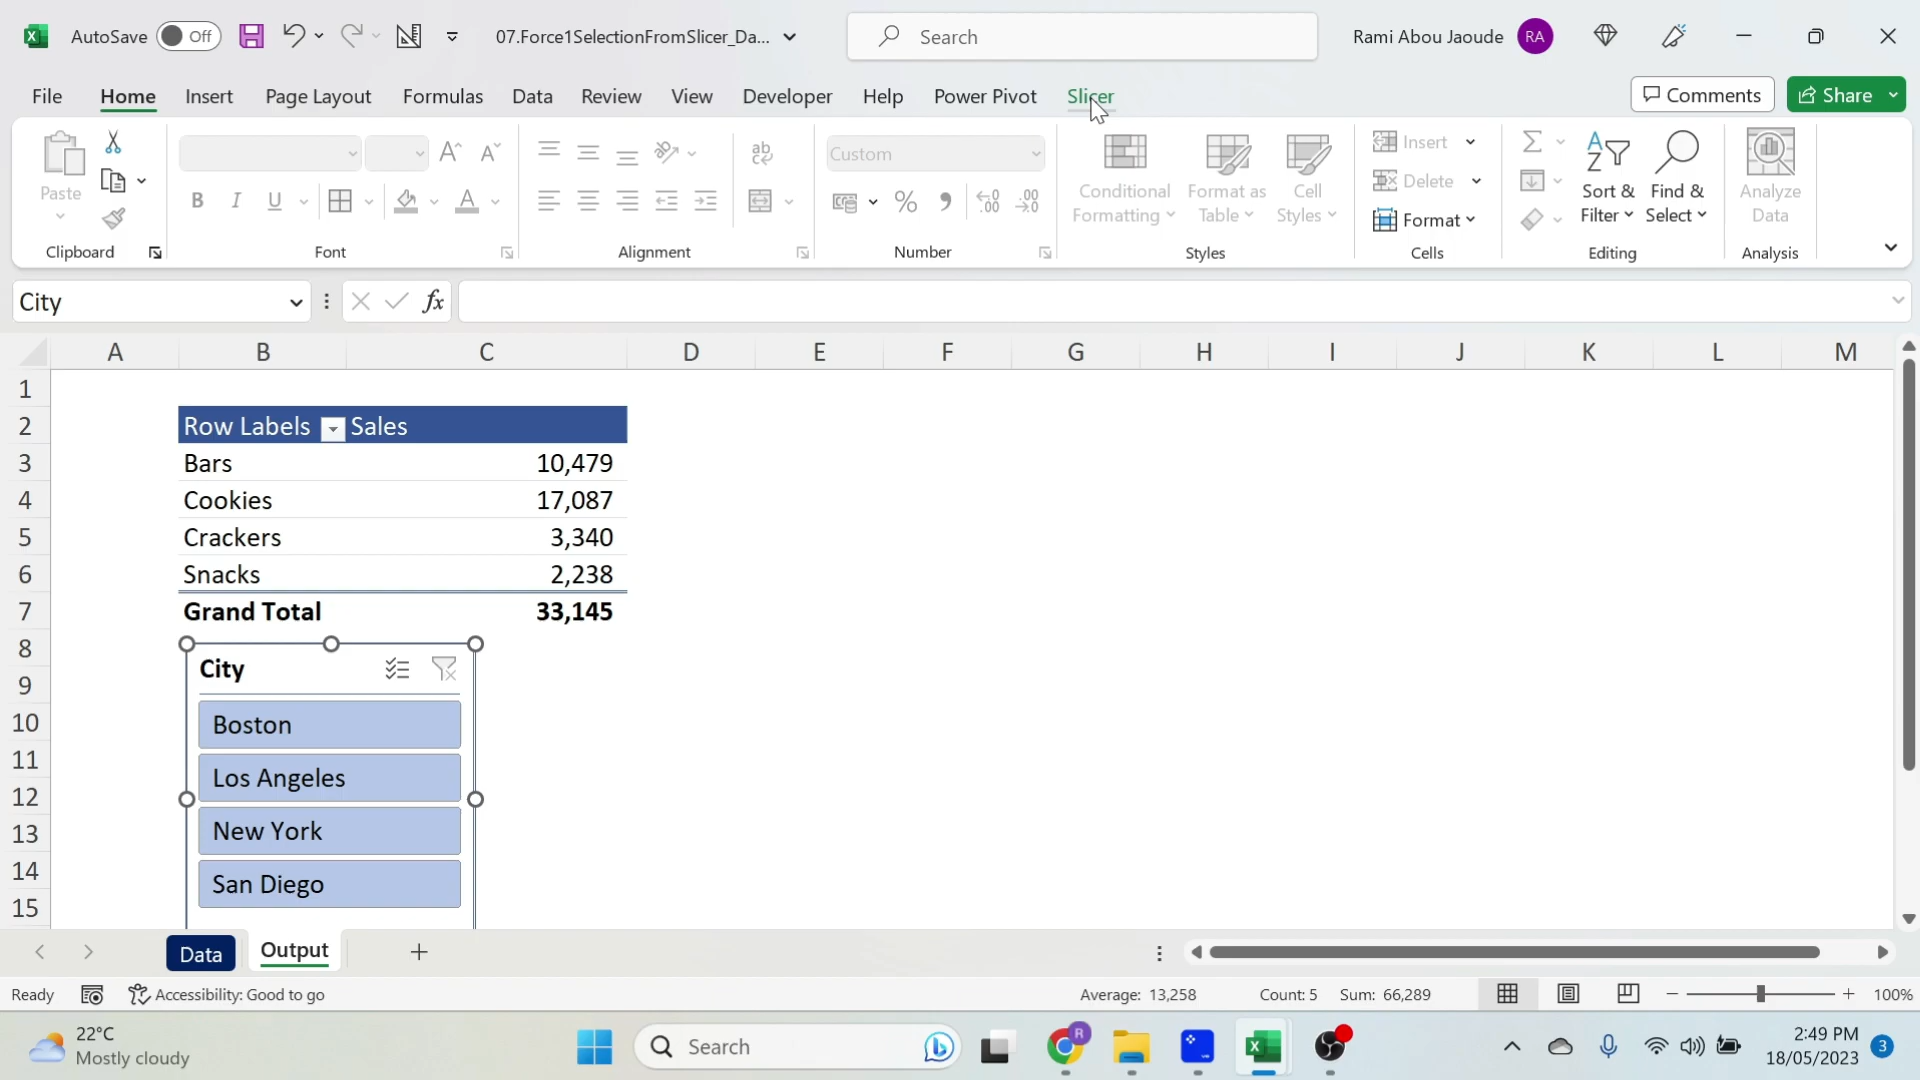 AutoSave Off 07.Force1SelectionFromSlicer_Da... Search Rami Abou Jaoude RA
File Home Insert Page Layout Formulas Data Review View Developer Help Power Pivot Slicer Comments Share
Paste
Clipboard
B I U
Font
ab
Alignment
Custom
%
Number
Conditional Formatting
Format as Table
Cell Styles
Styles
Insert
Delete
Format
Cells
Sort & Filter
Find & Select
Editing
Analyze Data
Analysis
City fx
A B C D E F G H I J K L M
1
2 Row Labels Sales
3 Bars 10,479
4 Cookies 17,087
5 Crackers 3,340
6 Snacks 2,238
7 Grand Total 33,145
8
9 City
10 Boston
11 Los Angeles
12
13 New York
14 San Diego
15
Data Output
Ready Accessibility: Good to go Average: 13,258 Count: 5 Sum: 66,289 100%
22°C
Mostly cloudy
Search
R
2:49 PM
18/05/2023
3